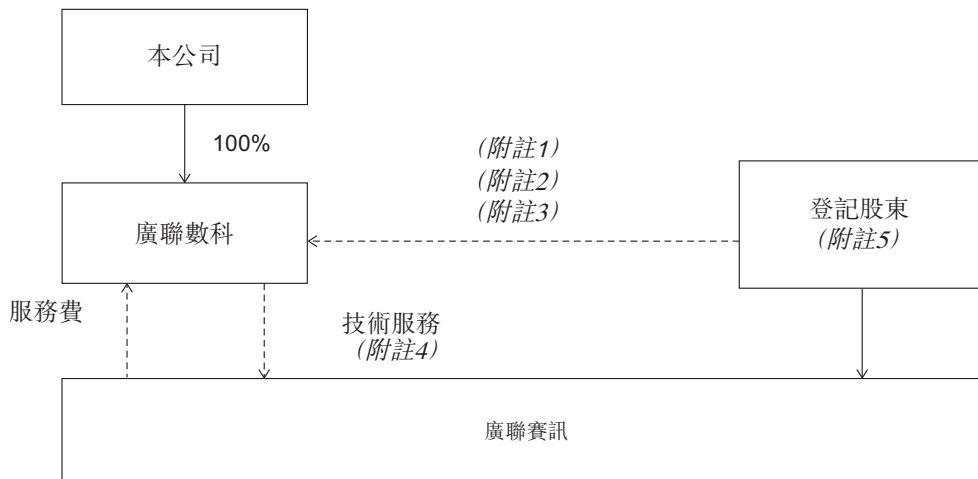 本公司
100%
(附註1)
(附註2)
(附註3)
廣聯數科
登記股東
(附註5)
服務費
技術服務
(附註4)
廣聯賽訊